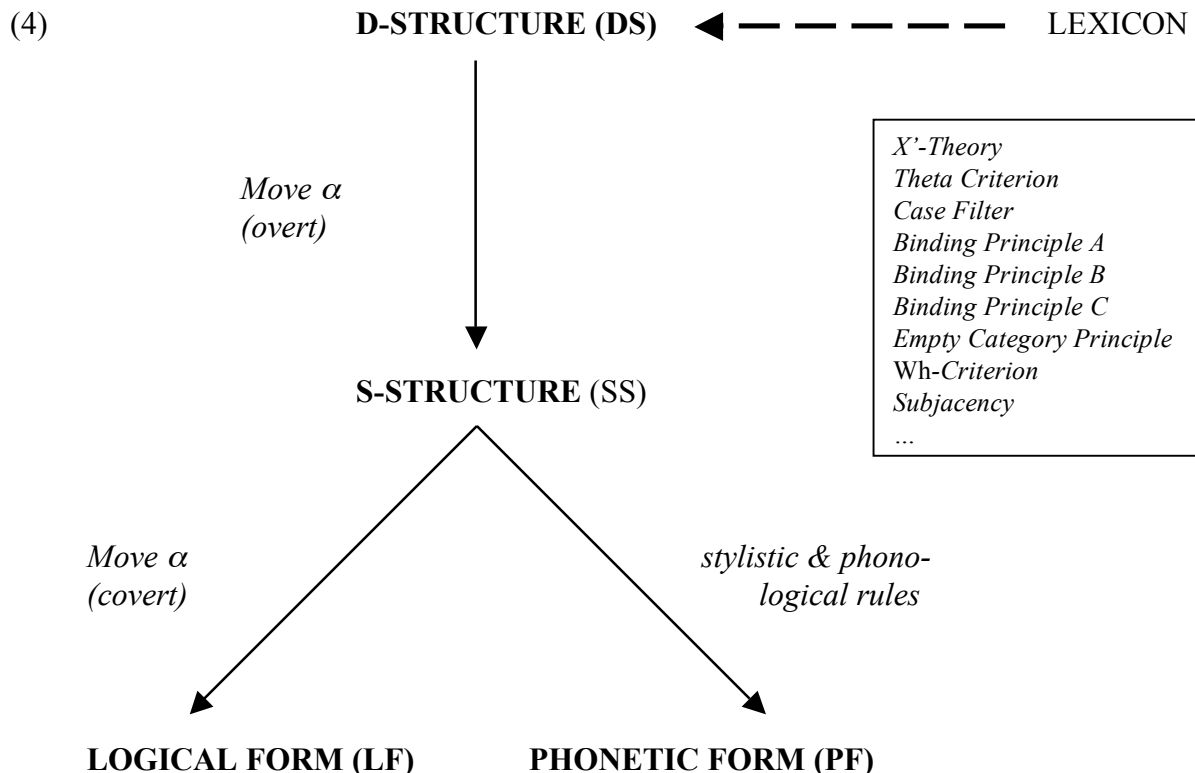 (4) D-STRUCTURE (DS) LEXICON
X’-Theory
Theta Criterion
Case Filter
Binding Principle A
Binding Principle B
Binding Principle C
Empty Category Principle
Wh-Criterion
Subjacency
…
Move α
(overt)
S-STRUCTURE (SS)
Move α
(covert)
stylistic & phono-
logical rules
LOGICAL FORM (LF) PHONETIC FORM (PF)